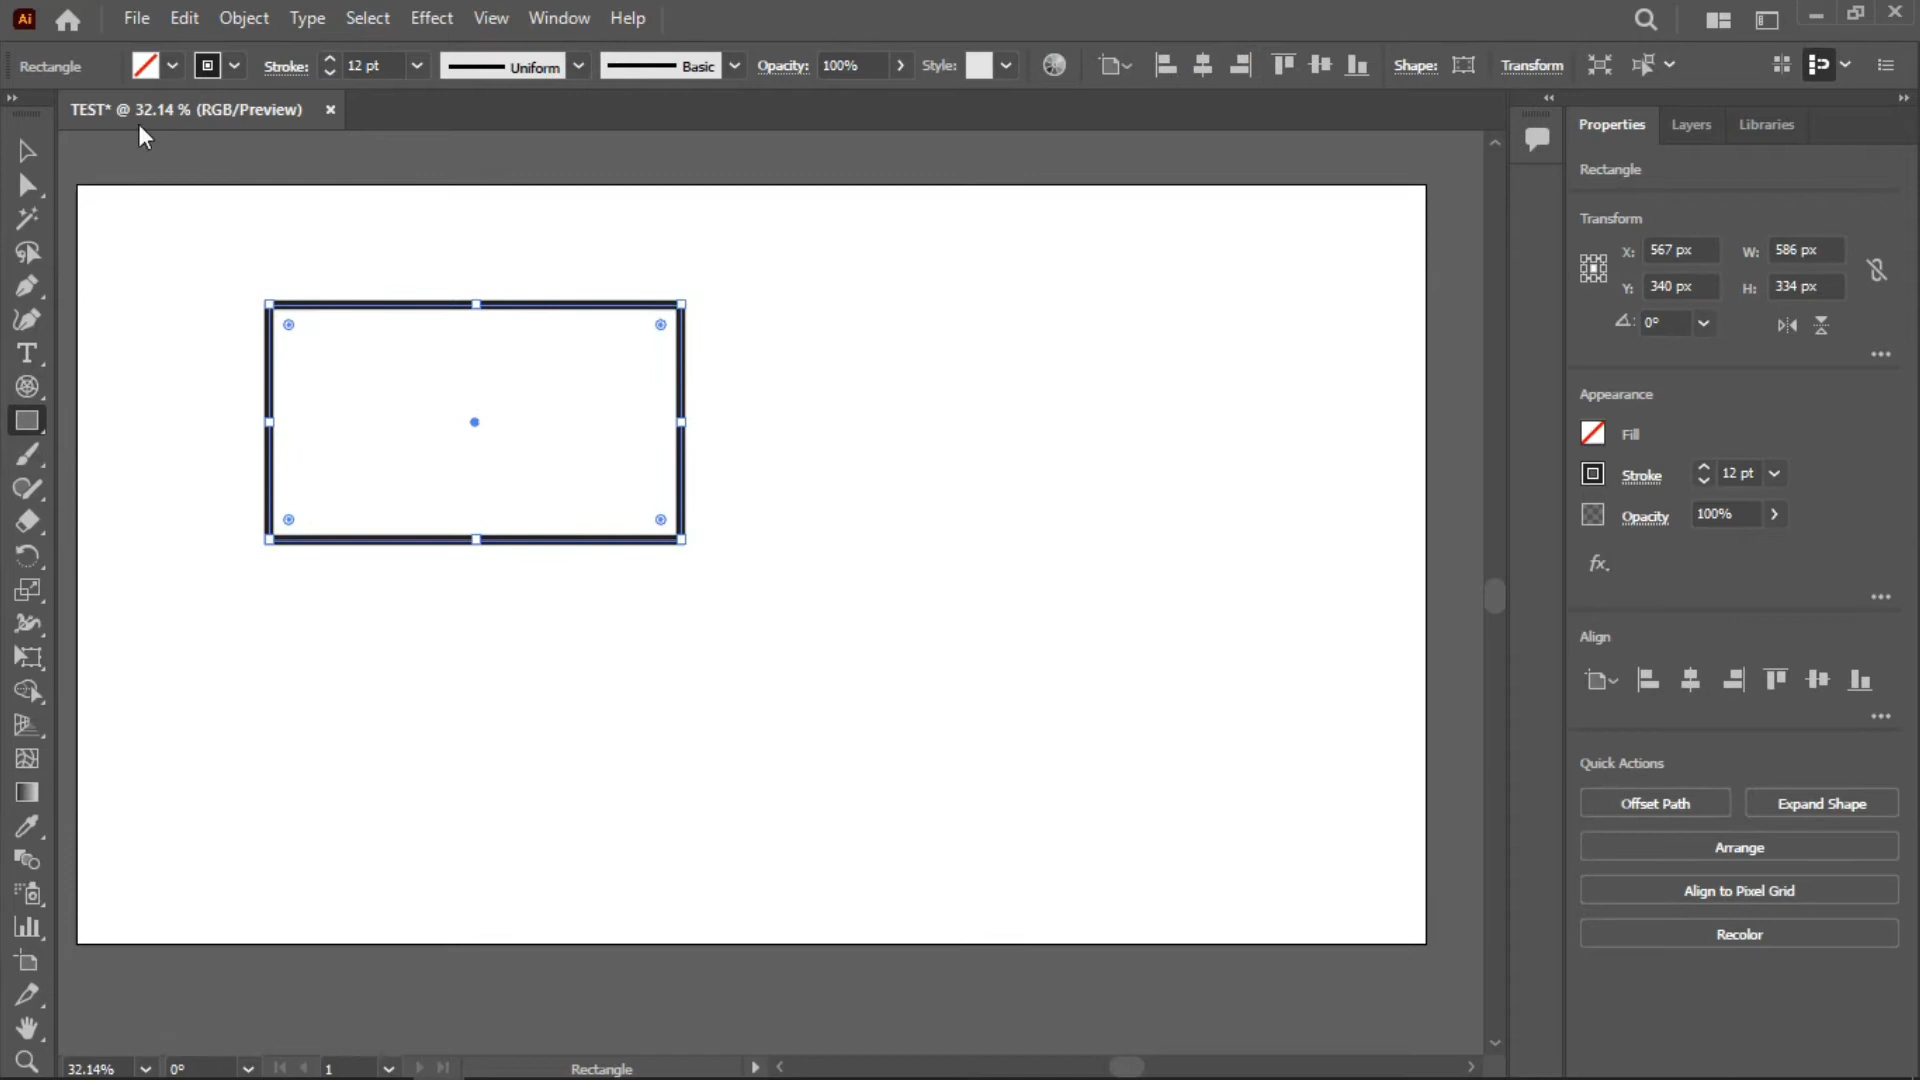 Ai File Edit Object Type Select Effect View Window Help
Rectangle Stroke: 12 pt Uniform Basic Opacity: 100% Style: Shape: Transform
TEST* @ 32.14 % (RGB/Preview) ×
Properties Layers Libraries
Rectangle
Transform
X: 567 px W: 586 px
Y: 340 px H: 334 px
0°
Appearance
Fill
Stroke 12 pt
Opacity 100%
fx.
Align
Quick Actions
Offset Path Expand Shape
Arrange
Align to Pixel Grid
Recolor
32.14% 0° 1 Rectangle